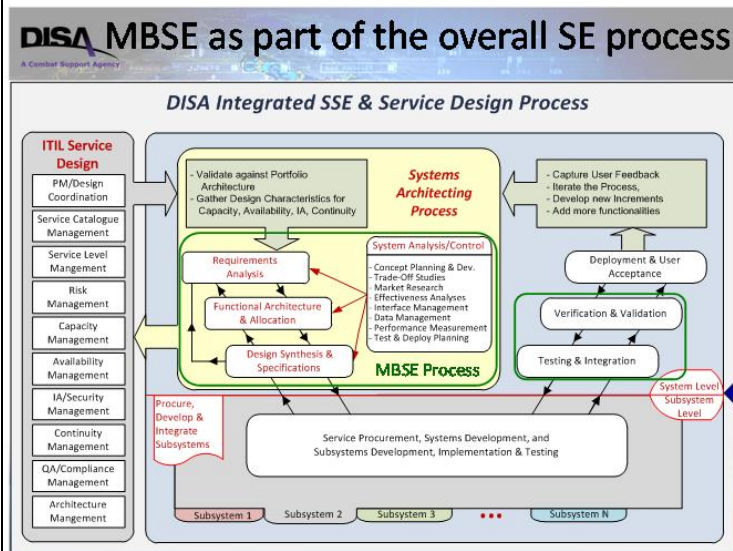 DISA MBSE as part of the overall SE process
A Combat Support Agency
DISA Integrated SSE & Service Design Process
ITIL Service
Design
PM/Design
Coordination
Service Catalogue
Management
Service Level
Mangement
Risk
Management
Capacity
Management
Availability
Management
IA/Security
Management
Continuity
Management
QA/Compliance
Management
Architecture
Mangement
- Validate against Portfolio
Architecture
- Gather Design Characteristics for
Capacity, Availability, IA, Continuity
Systems
Architecting
Process
- Capture User Feedback
- Iterate the Process,
Develop new Increments
- Add more functionalities
Requirements
Analysis
Functional Architecture
& Allocation
Design Synthesis &
Specifications
System Analysis/Control
- Concept Planning & Dev.
- Trade-Off Studies
- Market Research
- Effectiveness Analyses
- Interface Management
- Data Management
- Performance Measurement
- Test & Deploy Planning
MBSE Process
Deployment & User
Acceptance
Verification & Validation
Testing & Integration
System Level
Subsystem
Level
Procure,
Develop &
Integrate
Subsystems
Service Procurement, Systems Development, and
Subsystems Development, Implementation & Testing
Subsystem 1
Subsystem 2
Subsystem 3
• • •
Subsystem N